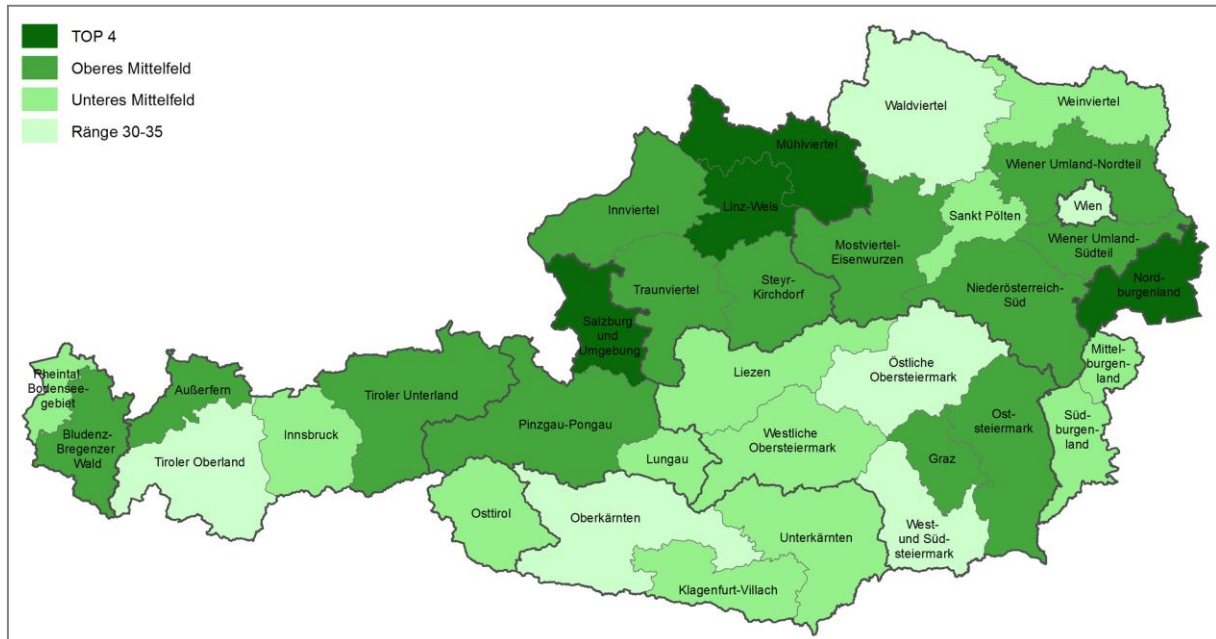 TOP 4
Oberes Mittelfeld
Unteres Mittelfeld
Ränge 30-35
Waldviertel
Weinviertel
Mühlviertel
Wiener Umland-Nordteil
Linz-Wels
Innviertel
Sankt Pölten
Wien
Mostviertel-
Eisenwurzen
Wiener Umland-
Südteil
Nord-
burgenland
Traunviertel
Steyr-
Kirchdorf
Niederösterreich-
Süd
Salzburg
und
Umgebung
Mittel-
burgen-
land
Rheintal
Bodensee-
gebiet
Außerfern
Tiroler Unterland
Liezen
Östliche
Obersteiermark
Bludenz-
Bregenzer
Wald
Innsbruck
Pinzgau-Pongau
Westliche
Obersteiermark
Ost-
steiermark
Süd-
burgen-
land
Tiroler Oberland
Lungau
Graz
Osttirol
Oberkärnten
Unterkärnten
West-
und Süd-
steiermark
Klagenfurt-Villach